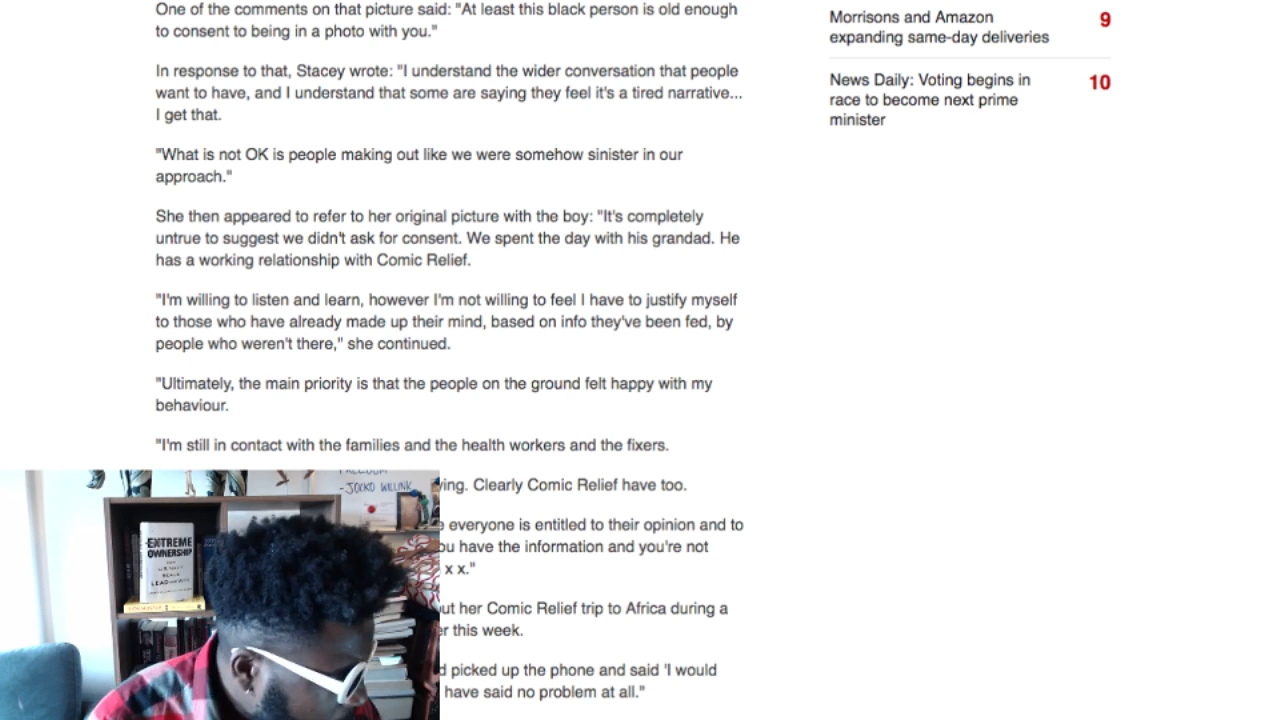 One of the comments on that picture said: "At least this black person is old enough
to consent to being in a photo with you."
In response to that, Stacey wrote: "I understand the wider conversation that people
want to have, and I understand that some are saying they feel it's a tired narrative...
I get that.
"What is not OK is people making out like we were somehow sinister in our
approach."
She then appeared to refer to her original picture with the boy: "It's completely
untrue to suggest we didn't ask for consent. We spent the day with his grandad. He
has a working relationship with Comic Relief.
"I'm willing to listen and learn, however I'm not willing to feel I have to justify myself
to those who have already made up their mind, based on info they've been fed, by
people who weren't there," she continued.
"Ultimately, the main priority is that the people on the ground felt happy with my
behaviour.
"I'm still in contact with the families and the health workers and the fixers.
ing. Clearly Comic Relief have too.
everyone is entitled to their opinion and to
ou have the information and you're not
x x."
ut her Comic Relief trip to Africa during a
r this week.
d picked up the phone and said 'I would
have said no problem at all."
Morrisons and Amazon 9
expanding same-day deliveries
News Daily: Voting begins in 10
race to become next prime
minister
-JOCKO WILLINK
EXTREME
OWNERSHIP